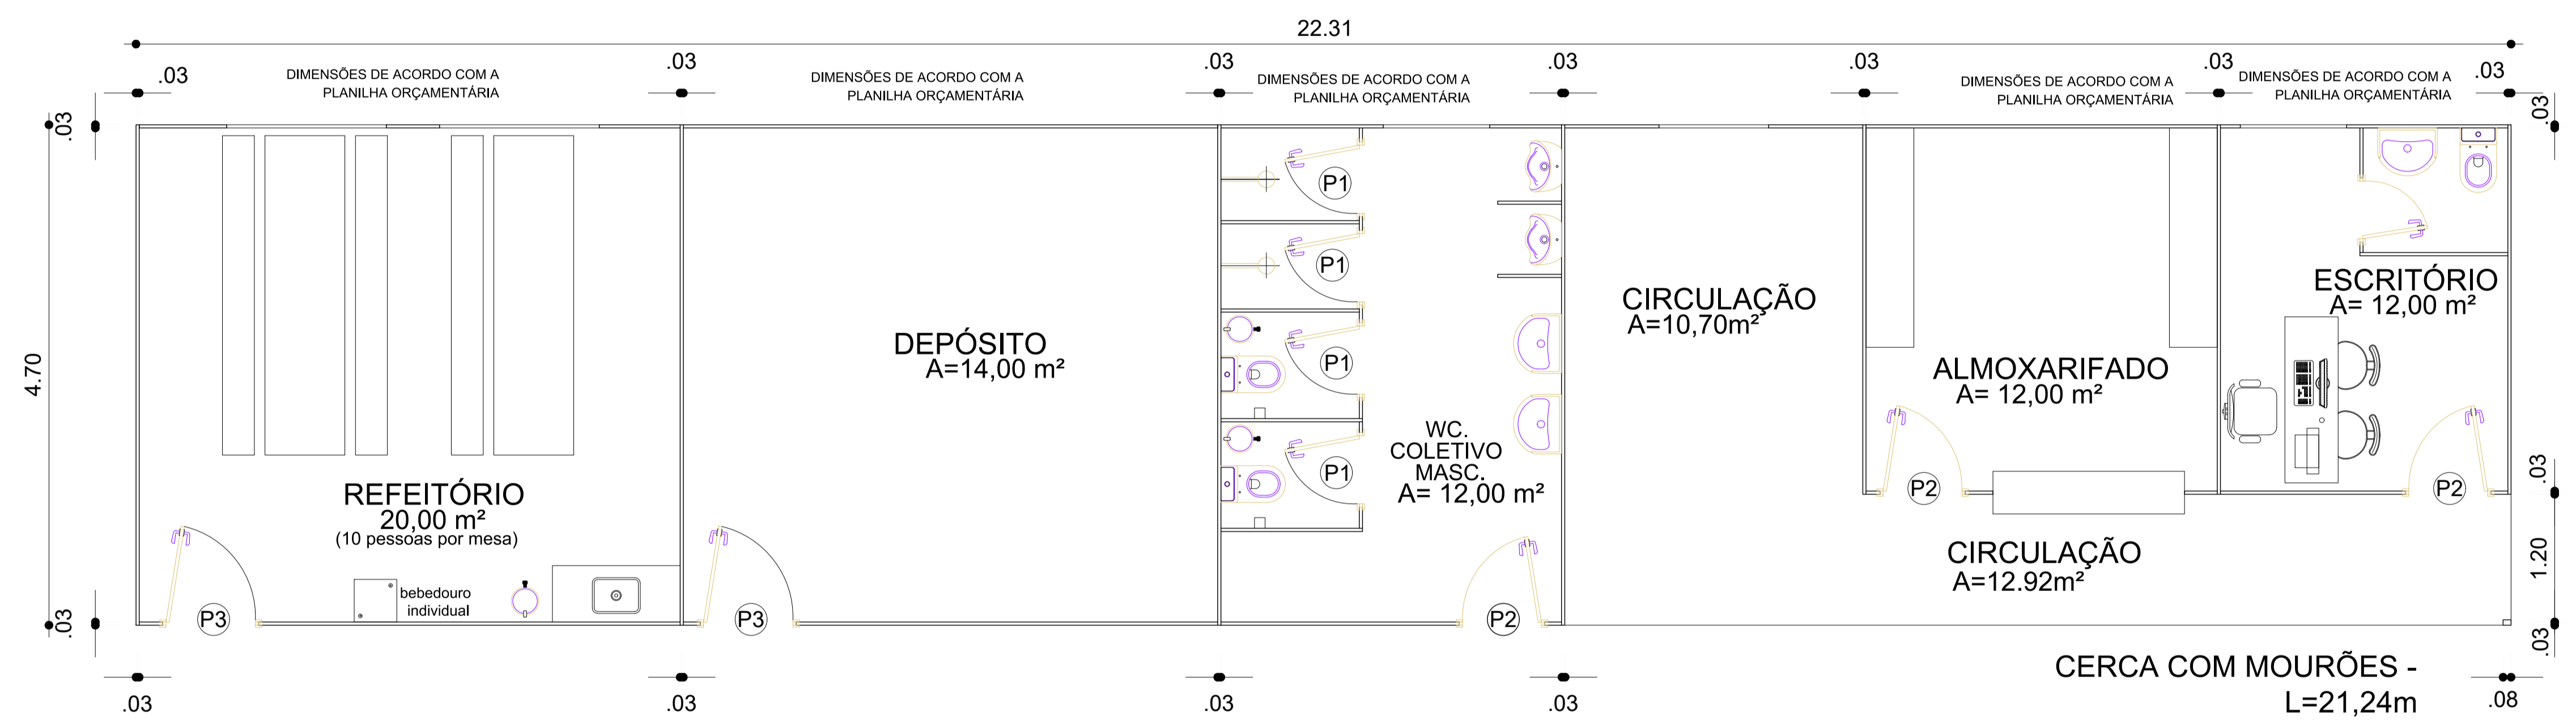 22.31
.03
.03
.03
.03
.03
.03
.03
DIMENSÕES DE ACORDO COM A
PLANILHA ORÇAMENTÁRIA
DIMENSÕES DE ACORDO COM A
PLANILHA ORÇAMENTÁRIA
DIMENSÕES DE ACORDO COM A
PLANILHA ORÇAMENTÁRIA
DIMENSÕES DE ACORDO COM A
PLANILHA ORÇAMENTÁRIA
DIMENSÕES DE ACORDO COM A
PLANILHA ORÇAMENTÁRIA
.03
.03
4.70
.03
REFEITÓRIO
20,00 m²
(10 pessoas por mesa)
bebedouro
individual
P3
DEPÓSITO
A=14,00 m²
P3
P1
P1
P1
P1
WC.
COLETIVO
MASC.
A= 12,00 m²
P2
CIRCULAÇÃO
A=10,70m²
ALMOXARIFADO
A= 12,00 m²
P2
ESCRITÓRIO
A= 12,00 m²
P2
CIRCULAÇÃO
A=12.92m²
.03
1.20
.03
CERCA COM MOURÕES -
L=21,24m
.03
.03
.03
.03
.08